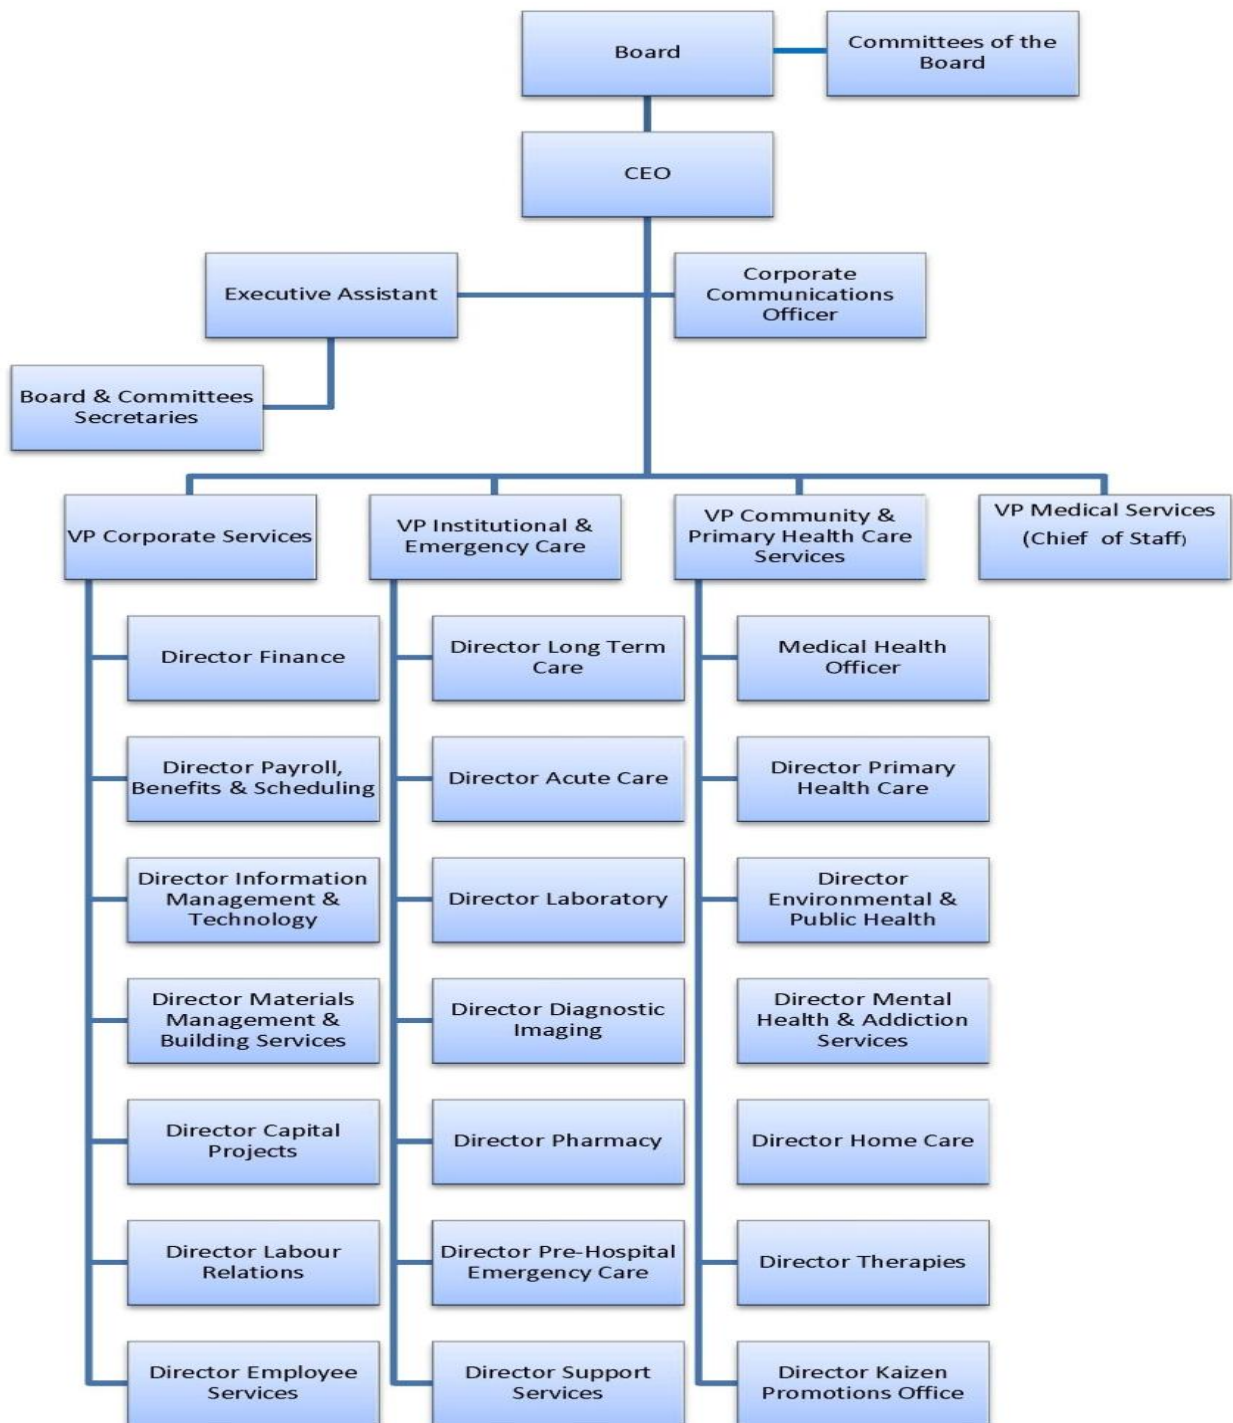 Board
Committees of the
Board
CEO
Executive Assistant
Corporate
Communications
Officer
Board & Committees
Secretaries
VP Corporate Services
VP Institutional &
Emergency Care
VP Community &
Primary Health Care
Services
VP Medical Services
(Chief of Staff)
Director Finance
Director Payroll,
Benefits & Scheduling
Director Information
Management &
Technology
Director Materials
Management &
Building Services
Director Capital
Projects
Director Labour
Relations
Director Employee
Services
Director Long Term
Care
Director Acute Care
Director Laboratory
Director Diagnostic
Imaging
Director Pharmacy
Director Pre-Hospital
Emergency Care
Director Support
Services
Medical Health
Officer
Director Primary
Health Care
Director
Environmental &
Public Health
Director Mental
Health & Addiction
Services
Director Home Care
Director Therapies
Director Kaizen
Promotions Office